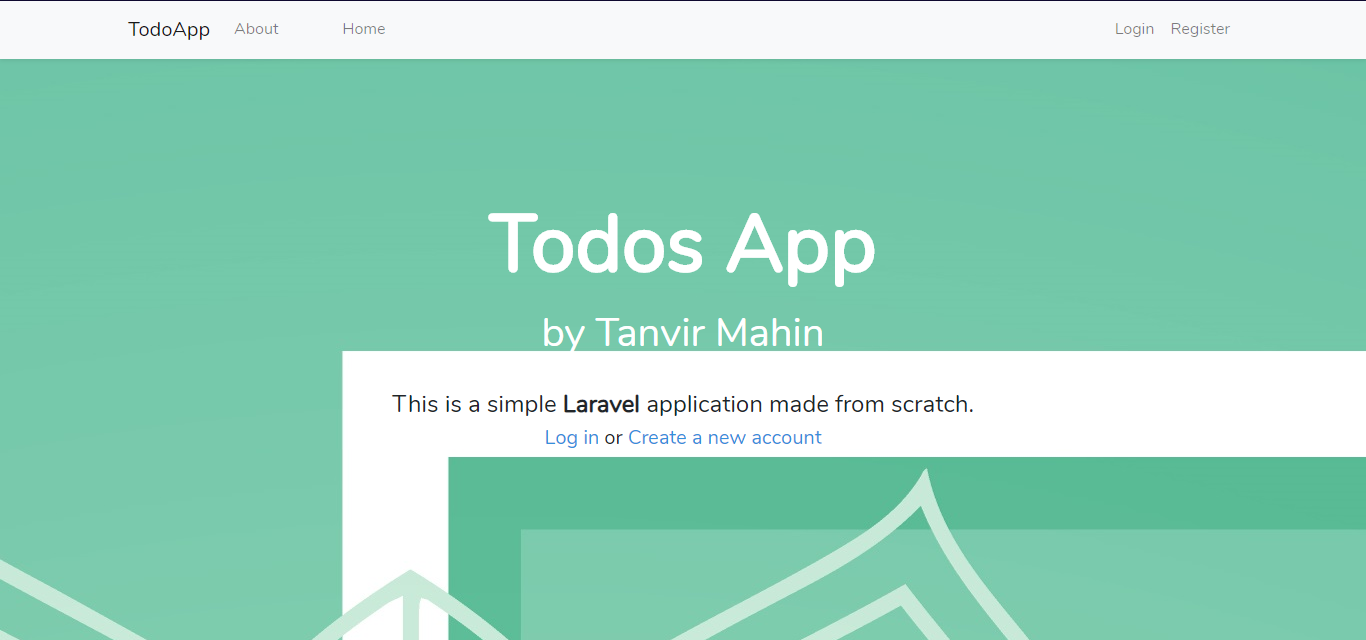 TodoApp About Home Login Register
Todos App
by Tanvir Mahin
This is a simple Laravel application made from scratch.
Log in or Create a new account